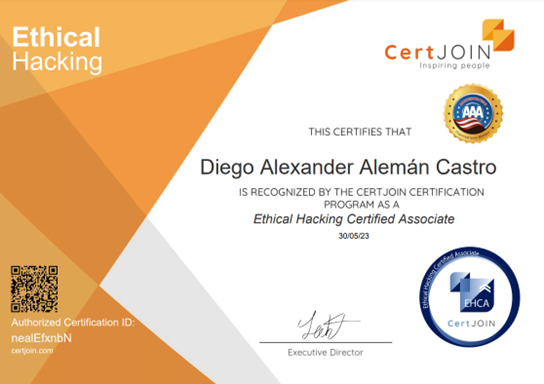 Ethical
Hacking
CertJOIN
Inspiring people
AAA
THIS CERTIFIES THAT
Diego Alexander Alemán Castro
IS RECOGNIZED BY THE CERTJOIN CERTIFICATION
PROGRAM AS A
Ethical Hacking Certified Associate
30/05/23
Ethical Hacking Certified Associate
EHCA
CertJOIN
Authorized Certification ID:
nealEfxnbN
certjoin.com
Executive Director